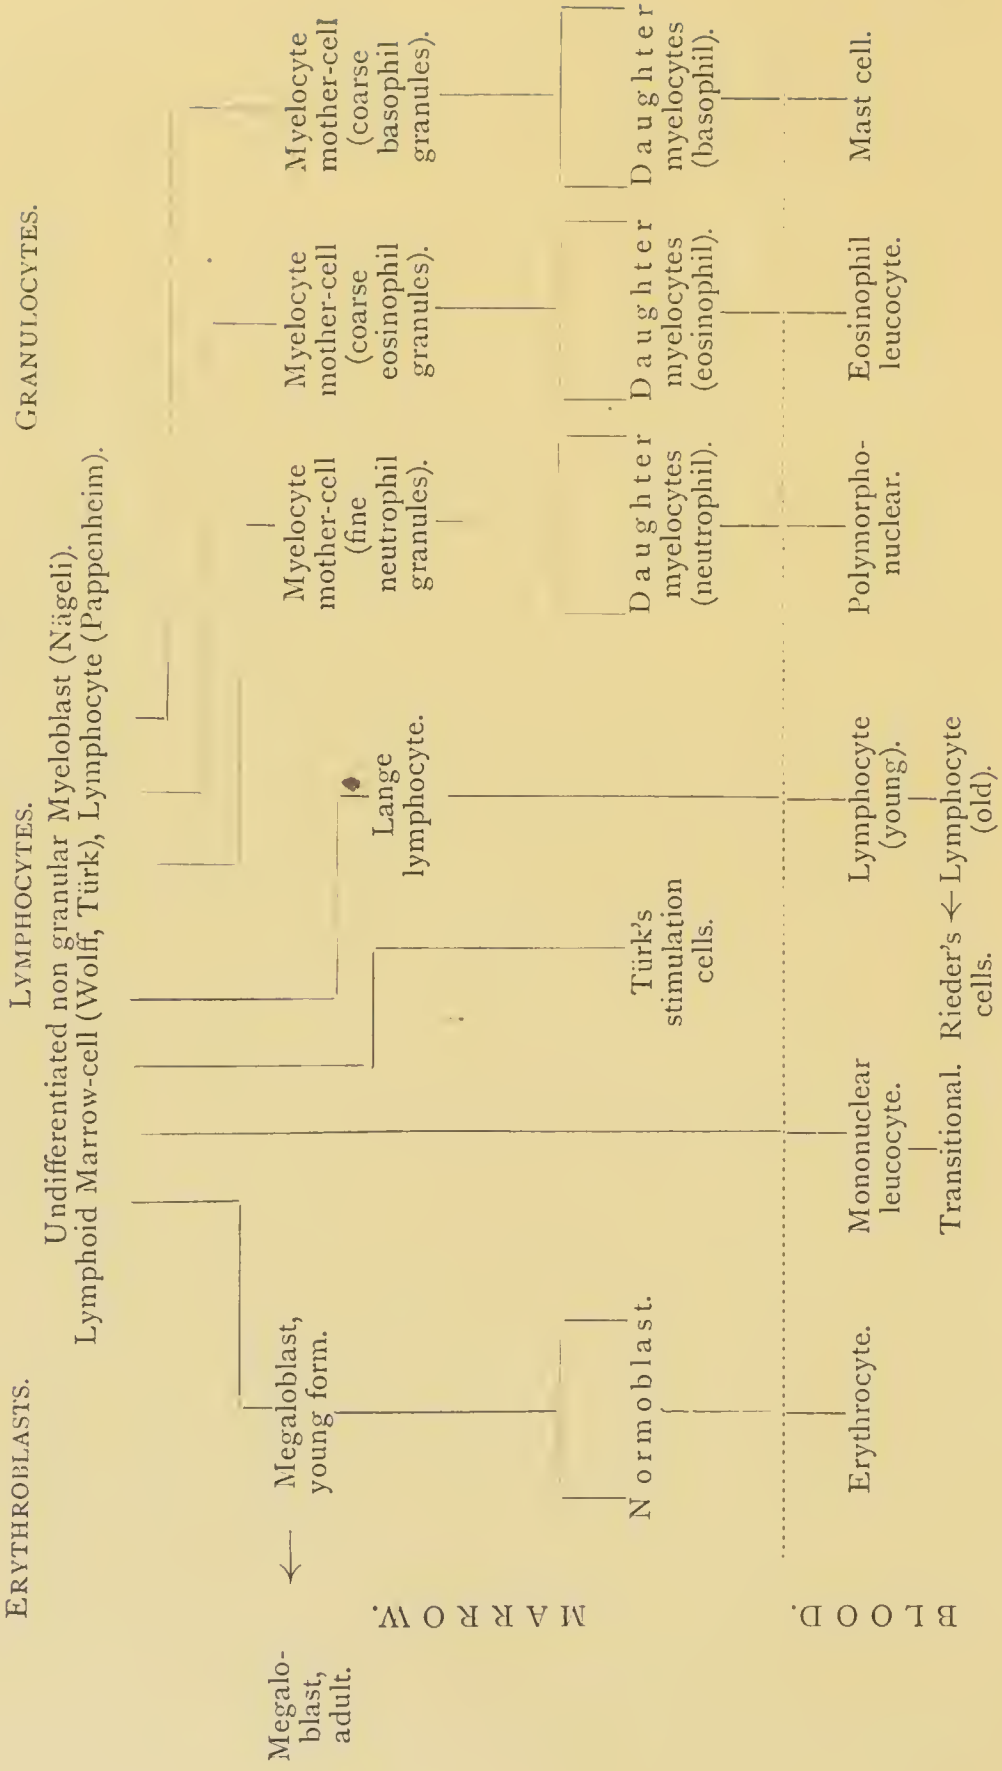 ERYTHROBLASTS.
LYMPHOCYTES.
GRANULOCYTES.
Undifferentiated non granular Myeloblast (Nägeli).
Lymphoid Marrow-cell (Wolff, Türk), Lymphocyte (Pappenheim).
Megalo-
blast,
adult.
←
Megaloblast,
young form.
Lange
lymphocyte.
Myelocyte
mother-cell
(fine
neutrophil
granules).
Myelocyte
mother-cell
(coarse
eosinophil
granules).
Myelocyte
mother-cell
(coarse
basophil
granules).
MARROW.
Normoblast.
Türk's
stimulation
cells.
Daughter
myelocytes
(neutrophil).
Daughter
myelocytes
(eosinophil).
Daughter
myelocytes
(basophil).
BLOOD.
Erythrocyte.
Mononuclear
leucocyte.
Transitional.
Rieder's
cells.
←
Lymphocyte
(young).
Lymphocyte
(old).
Polymorpho-
nuclear.
Eosinophil
leucocyte.
Mast cell.